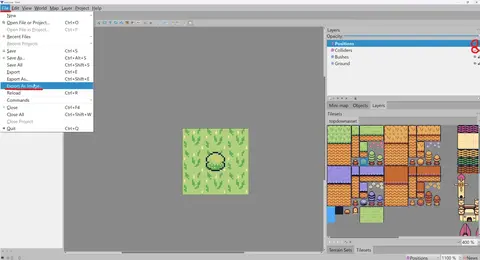 File Edit View World Map Layer Project Help
New
Open File or Project... Ctrl+O
Open File in Project...
Recent Files
Recent Projects
Save Ctrl+S
Save As... Ctrl+Alt+S
Save All Ctrl+Shift+S
Export Ctrl+E
Export As... Ctrl+Shift+E
Export As Image...
Reload Ctrl+R
Commands
Close Ctrl+F4
Close All Ctrl+Shift+W
Close Project
Quit Ctrl+Q
Layers
Opacity:
Positions
Colliders
Bushes
Ground
Mini-map Objects Layers
Tilesets
400 %
Terrain Sets Tilesets
Positions 1100 % News